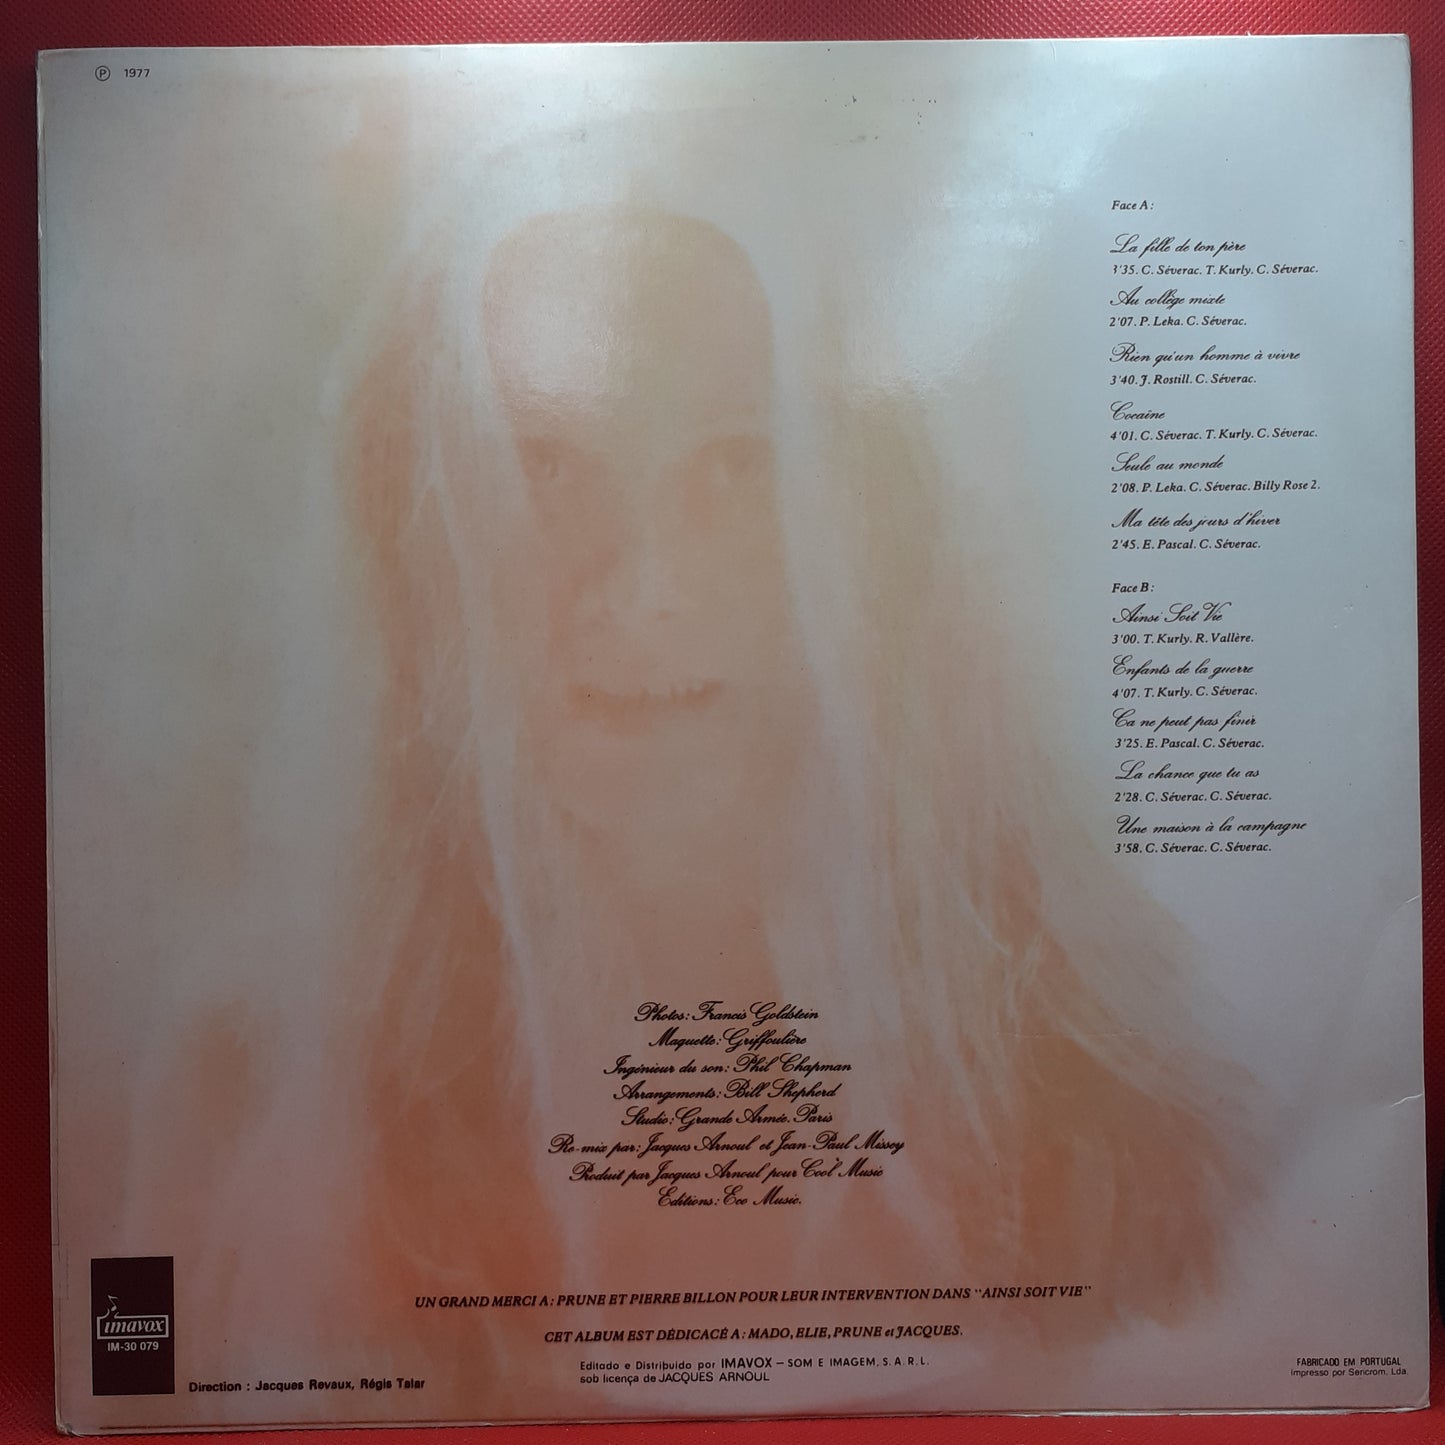 Ⓟ 1977
Face A :
La fille de ton père
3'35. C. Séverac. T. Kurly. C. Séverac.
Au collège mixte
2'07. P. Leka. C. Séverac.
Rien qu'un homme à vivre
3'40. J. Rostill. C. Séverac.
Cocaïne
4'01. C. Séverac. T. Kurly. C. Séverac.
Seule au monde
2'08. P. Leka. C. Séverac. Billy Rose 2.
Ma tête des jours d'hiver
2'45. E. Pascal. C. Séverac.
Face B :
Ainsi Soit Vie
3'00. T. Kurly. R. Vallère.
Enfants de la guerre
4'07. T. Kurly. C. Séverac.
Ca ne peut pas finir
3'25. E. Pascal. C. Séverac.
La chance que tu as
2'28. C. Séverac. C. Séverac.
Une maison à la campagne
3'58. C. Séverac. C. Séverac.
Photos : Francis Goldstein
Maquette : Griffoulière
Ingénieur du son : Phil Chapman
Arrangements : Bill Shepherd
Studio : Grande Armée. Paris
Re-mix par : Jacques Arnoul et Jean-Paul Missey
Produit par Jacques Arnoul pour Cool Music
Editions : Eco Music.
UN GRAND MERCI A : PRUNE ET PIERRE BILLON POUR LEUR INTERVENTION DANS "AINSI SOIT VIE"
CET ALBUM EST DÉDICACÉ A : MADO, ELIE, PRUNE et JACQUES.
Editado e Distribuido por IMAVOX – SOM E IMAGEM, S. A. R. L.
sob licença de JACQUES ARNOUL
imavox
IM-30 079
Direction : Jacques Revaux, Régis Talar
FABRICADO EM PORTUGAL
impresso por Sericrom, Lda.